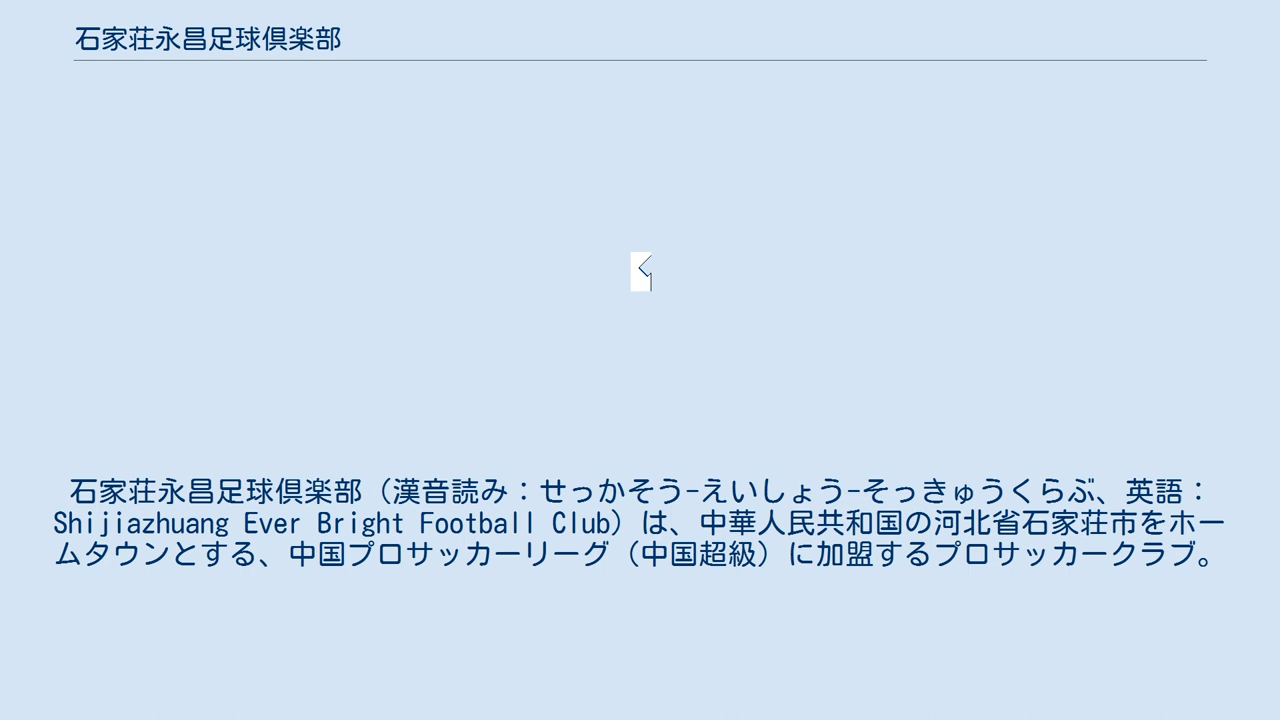 石家荘永昌足球倶楽部
石家荘永昌足球倶楽部（漢音読み：せっかそう-えいしょう-そっきゅうくらぶ、英語：
Shijiazhuang Ever Bright Football Club）は、中華人民共和国の河北省石家荘市をホー
ムタウンとする、中国プロサッカーリーグ（中国超級）に加盟するプロサッカークラブ。